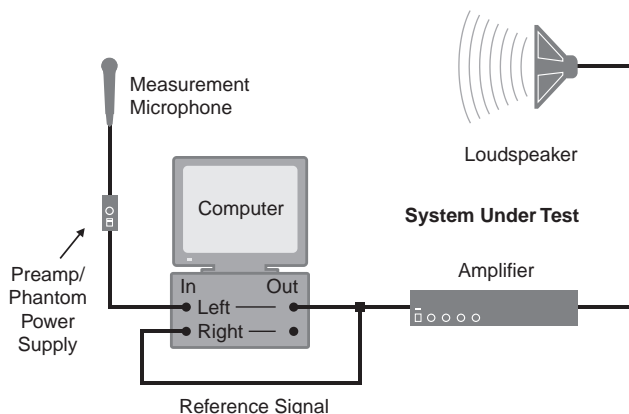 Measurement
Microphone
Loudspeaker
Computer
System Under Test
Preamp/
Phantom
Power
Supply
In Out
Left
Right
Amplifier
Reference Signal